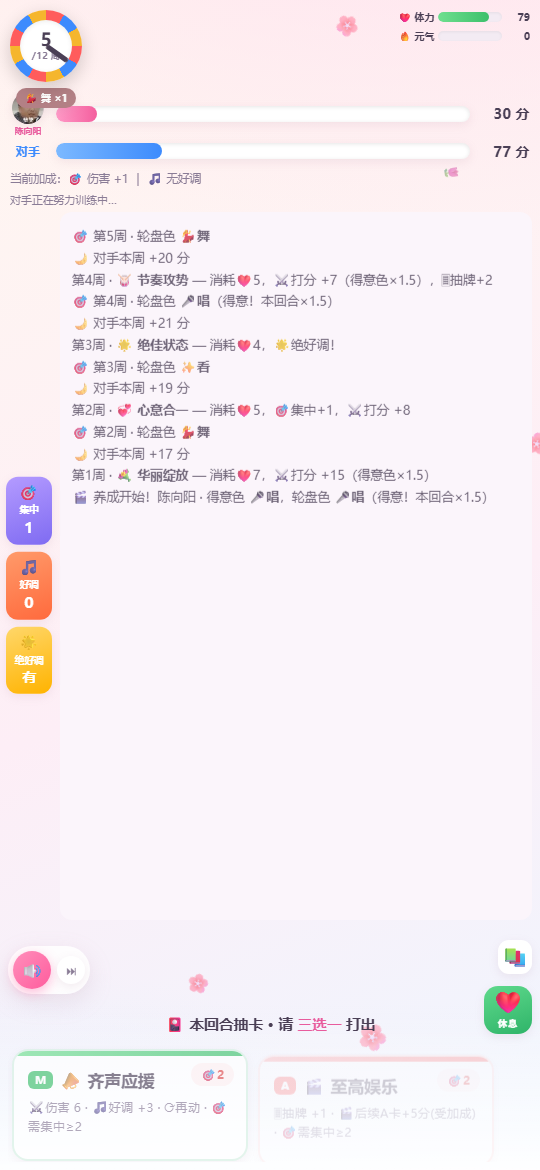 5
/12 周
体力 79
元气 0
舞 ×1
陈向阳
30 分
对手
77 分
当前加成: 伤害 +1 | 无好调
对手正在努力训练中...
第5周 · 轮盘色 舞
对手本周 +20 分
第4周 · 节奏攻势 — 消耗 5, 打分 +7（得意色×1.5）, 抽牌+2
第4周 · 轮盘色 唱（得意！本回合×1.5）
对手本周 +21 分
第3周 · 绝佳状态 — 消耗 4, 绝好调!
第3周 · 轮盘色
对手本周 +19 分
第2周 · 心意合一 — 消耗 5, 集中+1, 打分 +8
第2周 · 轮盘色 舞
对手本周 +17 分
第1周 · 华丽绽放 — 消耗 7, 打分 +15（得意色×1.5）
养成开始！陈向阳 · 得意色 唱, 轮盘色 唱（得意！本回合×1.5）
集中
1
好调
0
绝好调
有
休息
本回合抽卡 • 请 三选一 打出
M 齐声应援 2
伤害 6 · 好调 +3 · 再动 ·
需集中≥2
A 至高娱乐 2
抽牌 +1 · 后续A卡+5分(受加成)
· 需集中≥2